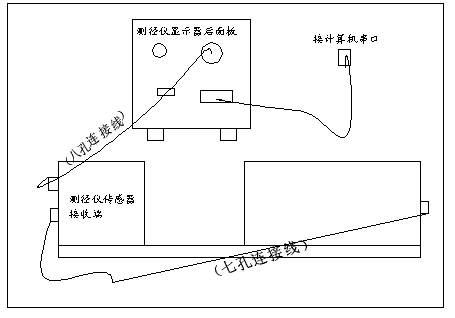 测径仪显示器后面板
接计算机串口
（八孔连接线）
测径仪传感器
接收端
（七孔连接线）